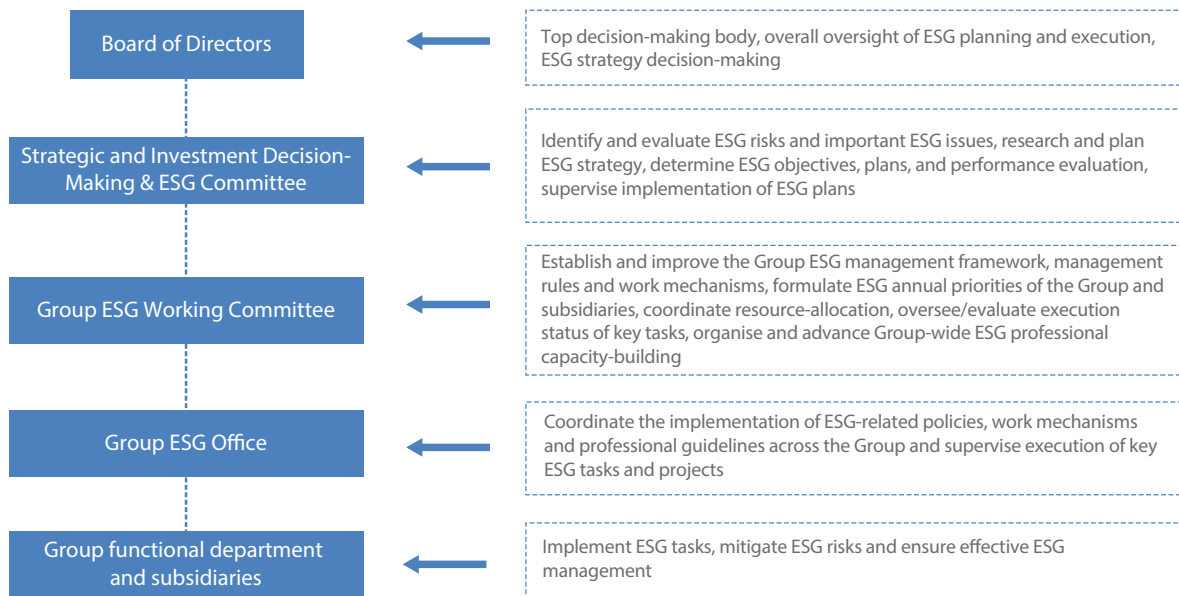 Board of Directors
Top decision-making body, overall oversight of ESG planning and execution,
ESG strategy decision-making
Strategic and Investment Decision-
Making & ESG Committee
Identify and evaluate ESG risks and important ESG issues, research and plan
ESG strategy, determine ESG objectives, plans, and performance evaluation,
supervise implementation of ESG plans
Group ESG Working Committee
Establish and improve the Group ESG management framework, management
rules and work mechanisms, formulate ESG annual priorities of the Group and
subsidiaries, coordinate resource-allocation, oversee/evaluate execution
status of key tasks, organise and advance Group-wide ESG professional
capacity-building
Group ESG Office
Coordinate the implementation of ESG-related policies, work mechanisms
and professional guidelines across the Group and supervise execution of key
ESG tasks and projects
Group functional department
and subsidiaries
Implement ESG tasks, mitigate ESG risks and ensure effective ESG
management